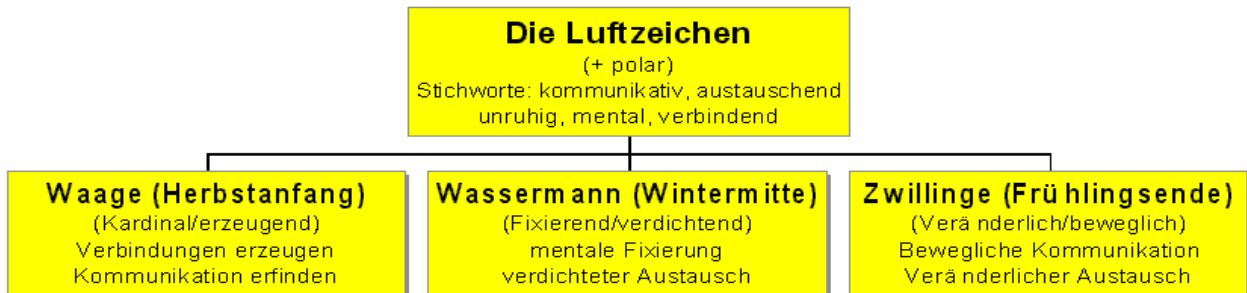 Die Luftzeichen
(+ polar)
Stichworte: kommunikativ, austauschend
unruhig, mental, verbindend
Waage (Herbstanfang)
(Kardinal/erzeugend)
Verbindungen erzeugen
Kommunikation erfinden
Wassermann (Wintermitte)
(Fixierend/verdichtend)
mentale Fixierung
verdichteter Austausch
Zwillinge (Frühlingsende)
(Veränderlich/beweglich)
Bewegliche Kommunikation
Veränderlicher Austausch